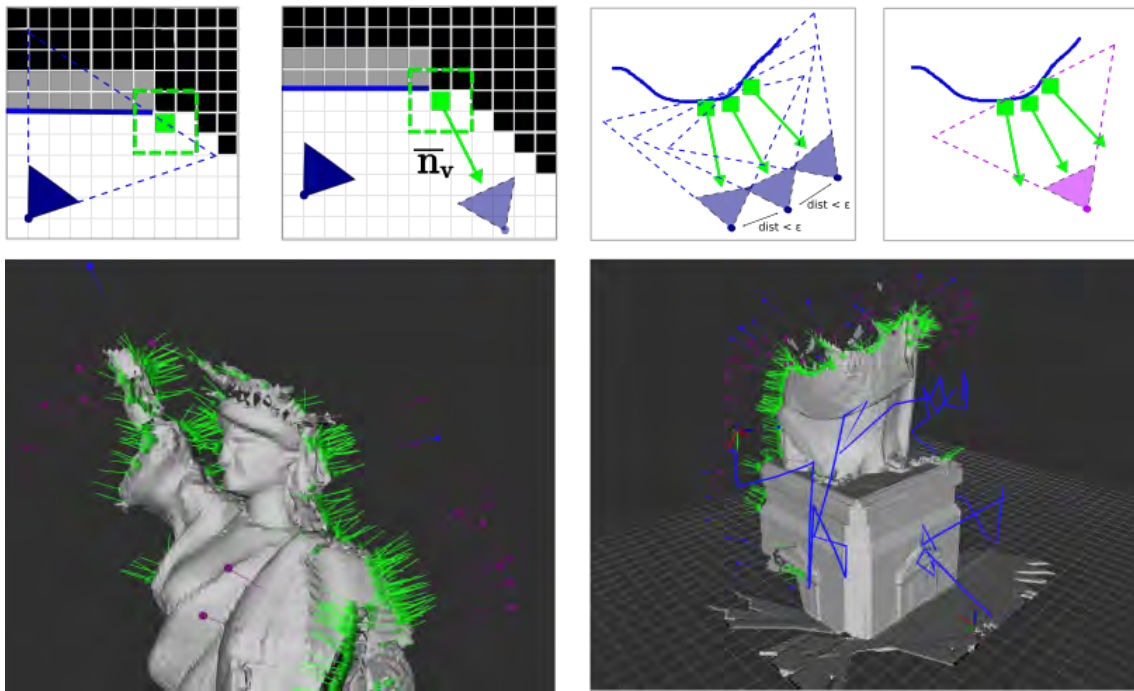 n̅ᵥ
dist < ε
dist < ε